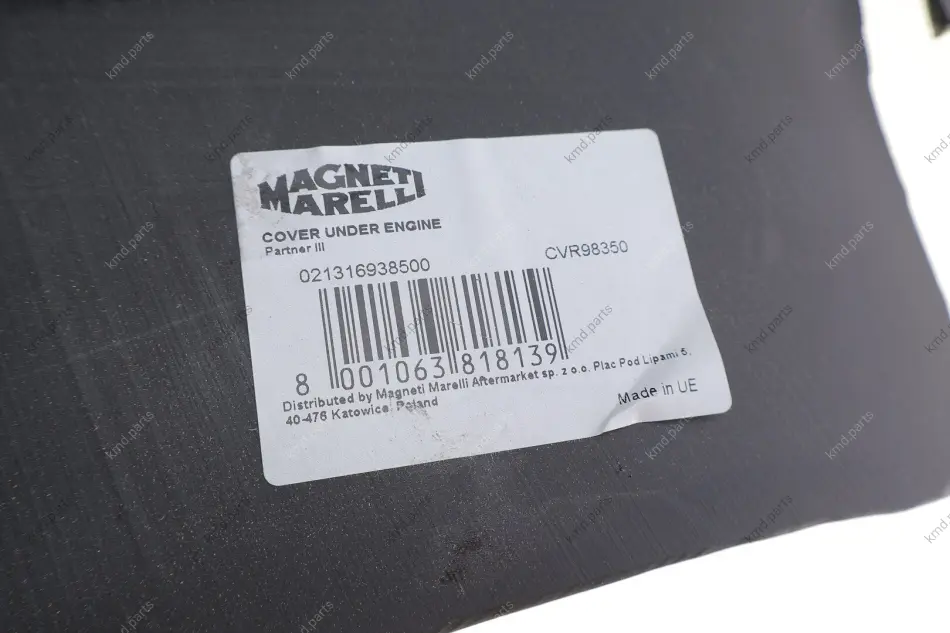 MAGNETI
MARELLI
COVER UNDER ENGINE
Partner III
021316938500
CVR98350
8 001063 818139
Distributed by Magneti Marelli Aftermarket sp. z o.o. Plac Pod Lipami 5,
40-476 Katowice, Poland
Made in UE
kmd.parts